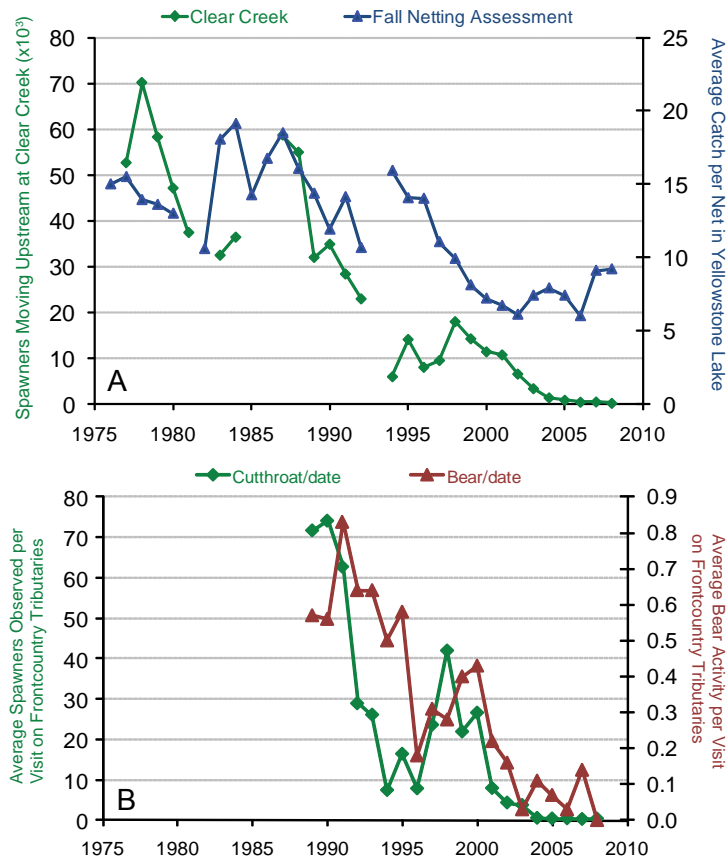 Clear Creek
Fall Netting Assessment
Spawners Moving Upstream at Clear Creek (x10³)
80
70
60
50
40
30
20
10
0
A
25
20
15
10
5
0
Average Catch per Net in Yellowstone Lake
1975 1980 1985 1990 1995 2000 2005 2010
Cutthroat/date
Bear/date
Average Spawners Observed per
Visit on Frontcountry Tributaries
80
70
60
50
40
30
20
10
0
B
0.9
0.8
0.7
0.6
0.5
0.4
0.3
0.2
0.1
0.0
Average Bear Activity per Visit
on Frontcountry Tributaries
1975 1980 1985 1990 1995 2000 2005 2010